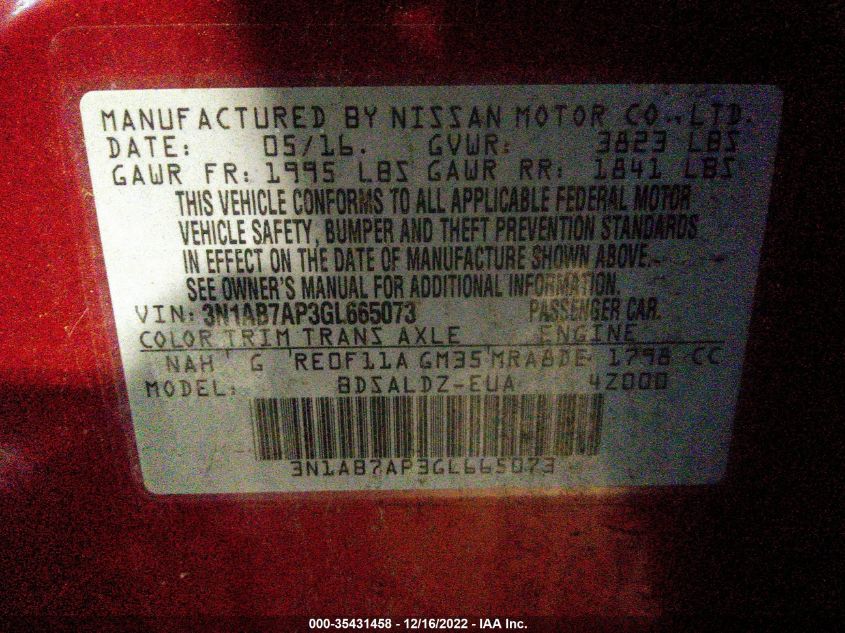 MANUFACTURED BY NISSAN MOTOR CO.,LTD.
DATE: 05/16. GVWR: 3823 LBS
GAWR FR: 1995 LBS GAWR RR: 1841 LBS
THIS VEHICLE CONFORMS TO ALL APPLICABLE FEDERAL MOTOR
VEHICLE SAFETY, BUMPER AND THEFT PREVENTION STANDARDS
IN EFFECT ON THE DATE OF MANUFACTURE SHOWN ABOVE.
SEE OWNER'S MANUAL FOR ADDITIONAL INFORMATION.
VIN: 3N1AB7AP3GL665073 PASSENGER CAR.
COLOR TRIM TRANS AXLE ENGINE
NAH G RE0F11A GM35 MRA8DE 1798 CC
MODEL: BDSALDZ-EUA 4Z000
3N1AB7AP3GL665073
000-35431458 - 12/16/2022 - IAA Inc.